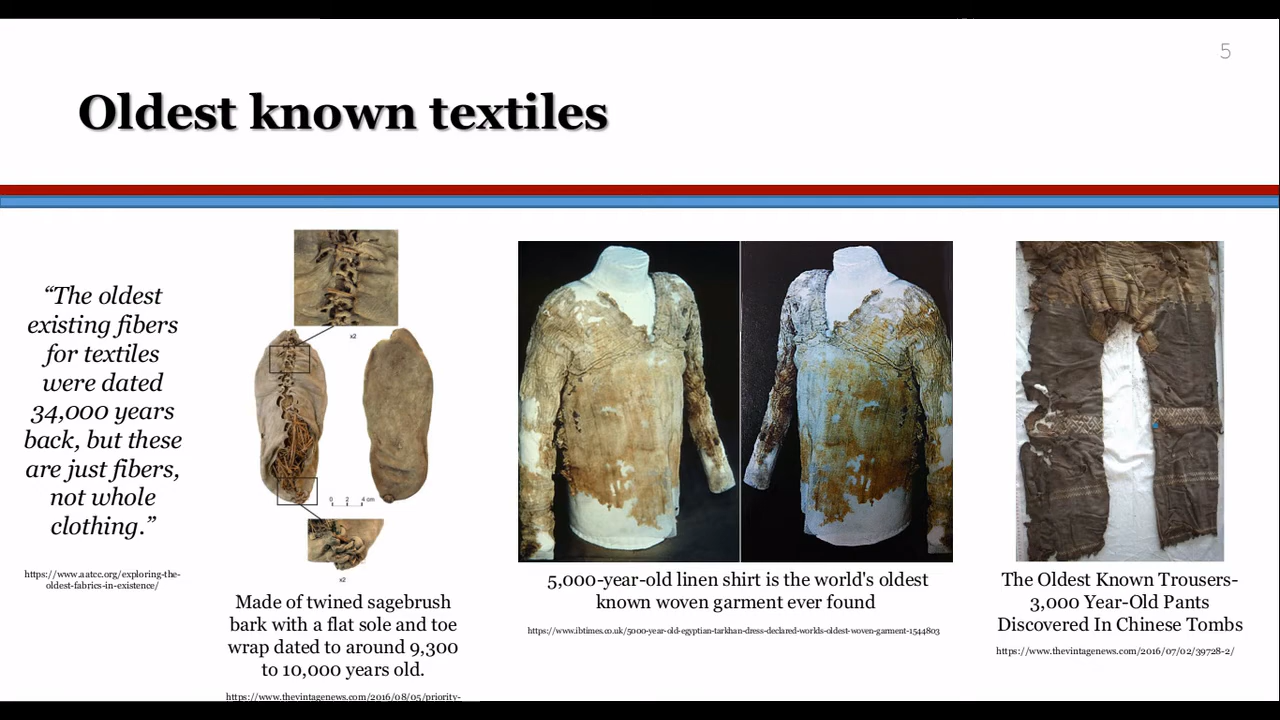 5
Oldest known textiles
“The oldest
existing fibers
for textiles
were dated
34,000 years
back, but these
are just fibers,
not whole
clothing.”
https://www.aatcc.org/exploring-the-
oldest-fabrics-in-existence/
x2
0 2 4 cm
x2
Made of twined sagebrush
bark with a flat sole and toe
wrap dated to around 9,300
to 10,000 years old.
https://www.thevintagenews.com/2016/08/05/priority-
5,000-year-old linen shirt is the world's oldest
known woven garment ever found
https://www.ibtimes.co.uk/5000-year-old-egyptian-tarkhan-dress-declared-worlds-oldest-woven-garment-1544803
The Oldest Known Trousers-
3,000 Year-Old Pants
Discovered In Chinese Tombs
https://www.thevintagenews.com/2016/07/02/39728-2/